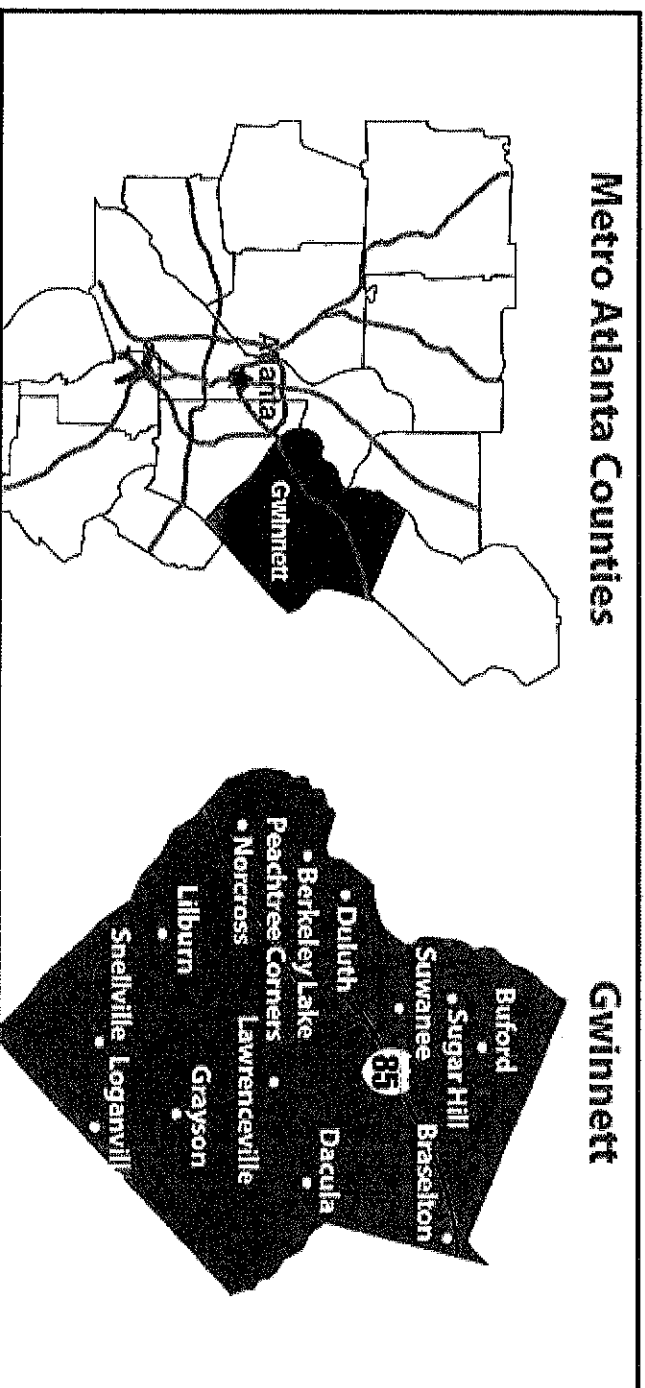 Metro Atlanta Counties
Atlanta
Gwinnett
Gwinnett
Buford
Sugar Hill
Suwanee
Braselton
85
Duluth
Berkeley Lake
Dacula
Peachtree Corners
Norcross
Lawrenceville
Lilburn
Grayson
Snellville
Loganvill